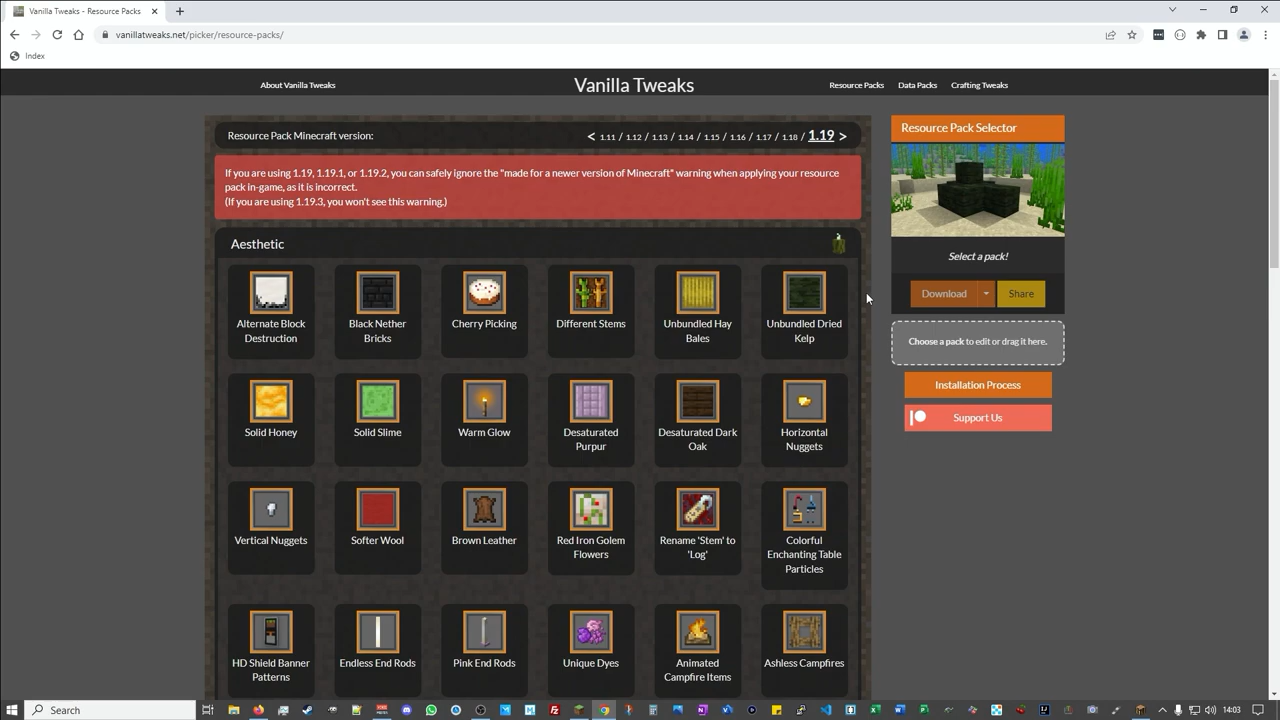 Vanilla Tweaks - Resource Packs
vanillatweaks.net/picker/resource-packs/
Index
About Vanilla Tweaks
Vanilla Tweaks
Resource Packs
Data Packs
Crafting Tweaks
Resource Pack Minecraft version:
< 1.11 / 1.12 / 1.13 / 1.14 / 1.15 / 1.16 / 1.17 / 1.18 / 1.19 >
If you are using 1.19, 1.19.1, or 1.19.2, you can safely ignore the "made for a newer version of Minecraft" warning when applying your resource
pack in-game, as it is incorrect.
(If you are using 1.19.3, you won't see this warning.)
Aesthetic
Alternate Block
Destruction
Black Nether
Bricks
Cherry Picking
Different Stems
Unbundled Hay
Bales
Unbundled Dried
Kelp
Solid Honey
Solid Slime
Warm Glow
Desaturated
Purpur
Desaturated Dark
Oak
Horizontal
Nuggets
Vertical Nuggets
Softer Wool
Brown Leather
Red Iron Golem
Flowers
Rename 'Stem' to
'Log'
Colorful
Enchanting Table
Particles
HD Shield Banner
Patterns
Endless End Rods
Pink End Rods
Unique Dyes
Animated
Campfire Items
Ashless Campfires
Resource Pack Selector
Select a pack!
Download
Share
Choose a pack to edit or drag it here.
Installation Process
Support Us
Search
14:03